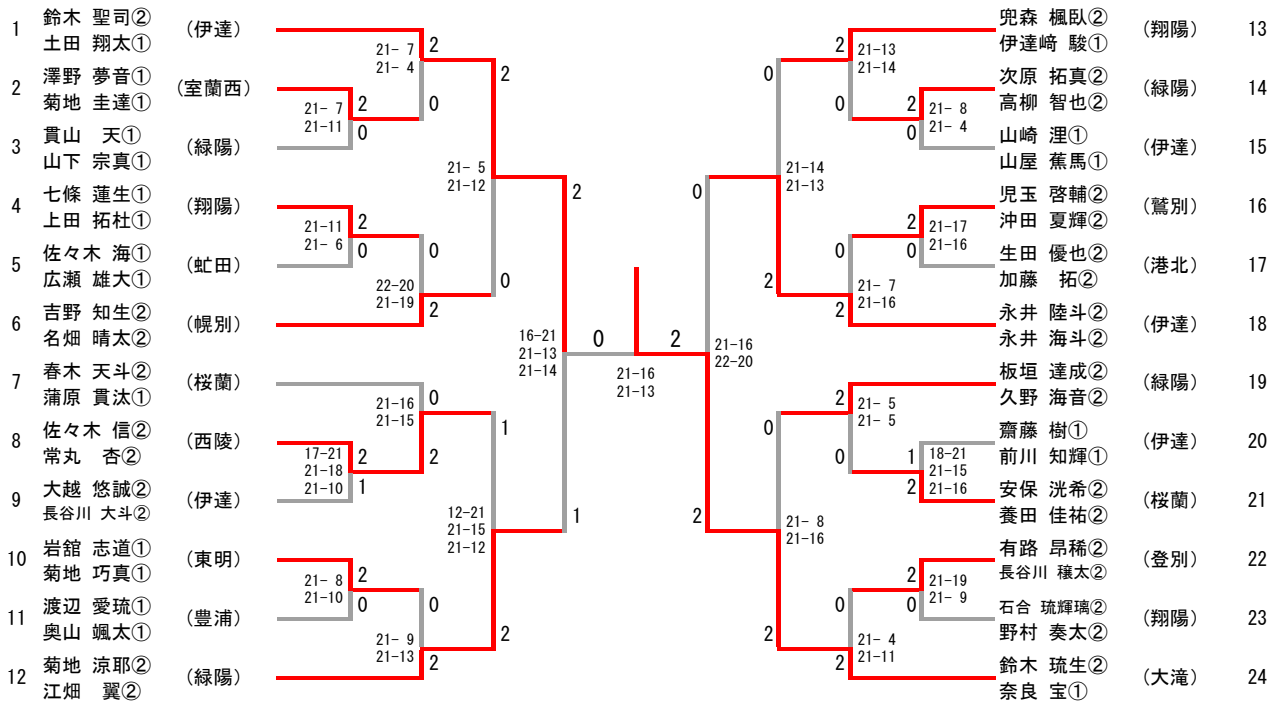 1 鈴木 聖司② (伊達)
土田 翔太①
2 澤野 夢音① (室蘭西)
菊地 圭達①
3 貫山 天① (緑陽)
山下 宗真①
4 七條 蓮生① (翔陽)
上田 拓杜①
5 佐々木 海① (虻田)
広瀬 雄大①
6 吉野 知生② (幌別)
名畑 晴太②
7 春木 天斗② (桜蘭)
蒲原 貫汰①
8 佐々木 信② (西陵)
常丸 杏②
9 大越 悠誠② (伊達)
長谷川 大斗②
10 岩舘 志道① (東明)
菊地 巧真①
11 渡辺 愛琉① (豊浦)
奥山 颯太①
12 菊地 涼耶② (緑陽)
江畑 翼②
21- 7 2
21- 4
0
21- 7 2
21-11 0
21-11 2
21- 6 0
22-20 0
21-19 2
21- 5 2
21-12 0
21-16 0
21-15 2
17-21 2
21-18
21-10 1
21- 8 2
21-10 0
21- 9 0
21-13 2
12-21 1
21-15
21-12 2
16-21 2
21-13
21-14 1
0 2
21-16
21-13
0 21-16
22-20
2
0 21-14
21-13
2
2 21-13
21-14
0
2 21- 8
0 21- 4
2 21-17
0 21-16
0 21- 7
2 21-16
0 21- 8
21-16
2
2 21- 5
21- 5
0
1 18-21
21-15
2 21-16
2 21-19
0 21- 9
0 21- 4
2 21-11
兜森 楓臥② (翔陽) 13
伊達﨑 駿①
次原 拓真② (緑陽) 14
高柳 智也②
山崎 浬① (伊達) 15
山屋 蕉馬①
児玉 啓輔② (鷲別) 16
沖田 夏輝②
生田 優也② (港北) 17
加藤 拓②
永井 陸斗② (伊達) 18
永井 海斗②
板垣 達成② (緑陽) 19
久野 海音②
齋藤 樹① (伊達) 20
前川 知輝①
安保 洸希② (桜蘭) 21
養田 佳祐②
有路 昂稀② (登別) 22
長谷川 穣太②
石合 琉輝璃② (翔陽) 23
野村 奏太②
鈴木 琉生② (大滝) 24
奈良 宝①